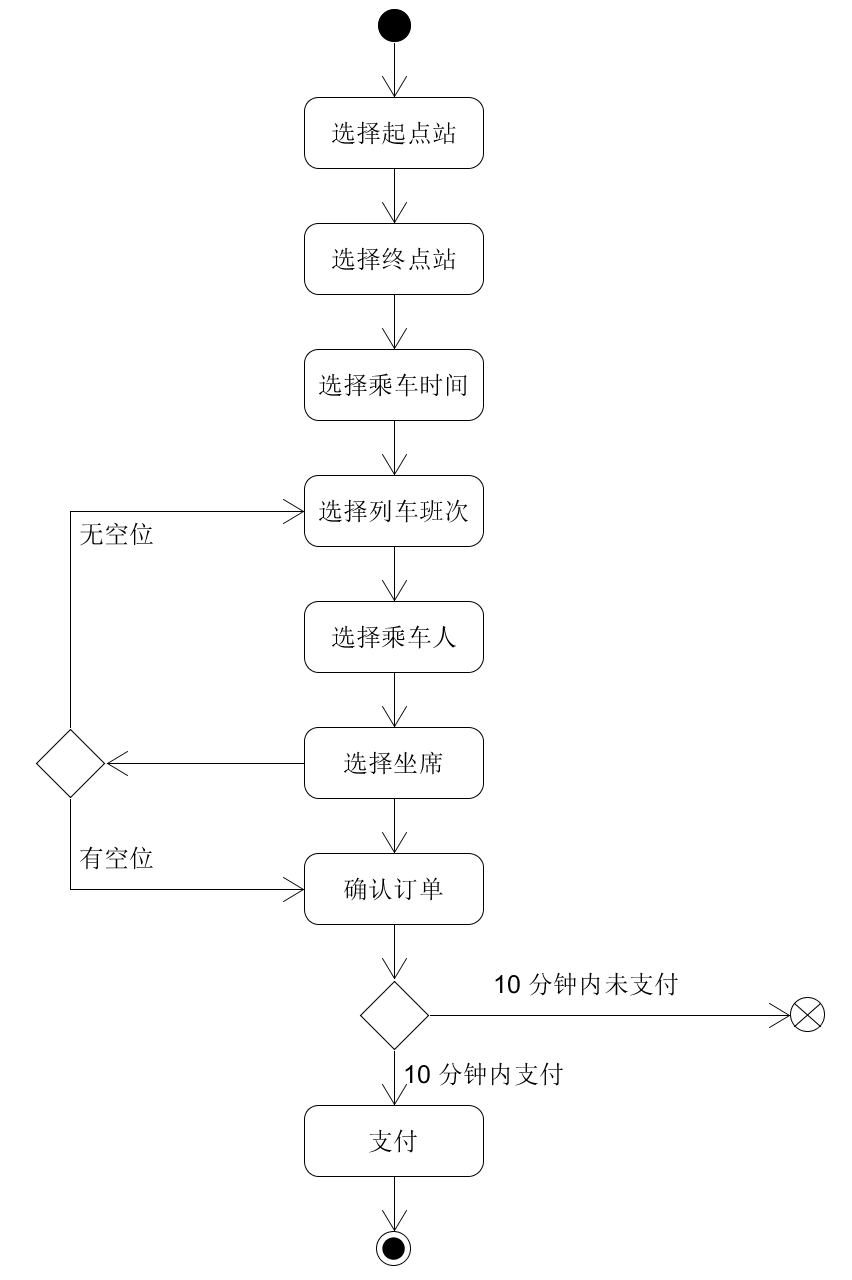 选择起点站
选择终点站
选择乘车时间
选择列车班次
无空位
选择乘车人
选择坐席
有空位
确认订单
10 分钟内未支付
10 分钟内支付
支付